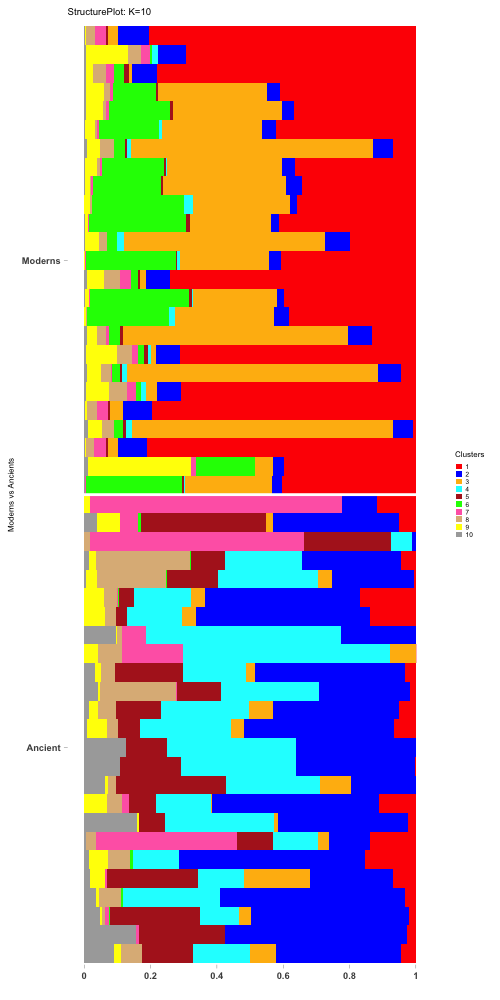 StructurePlot: K=10
Moderns
Moderns vs Ancients
Clusters
1
2
3
4
5
6
7
8
9
10
Ancient
0 0.2 0.4 0.6 0.8 1